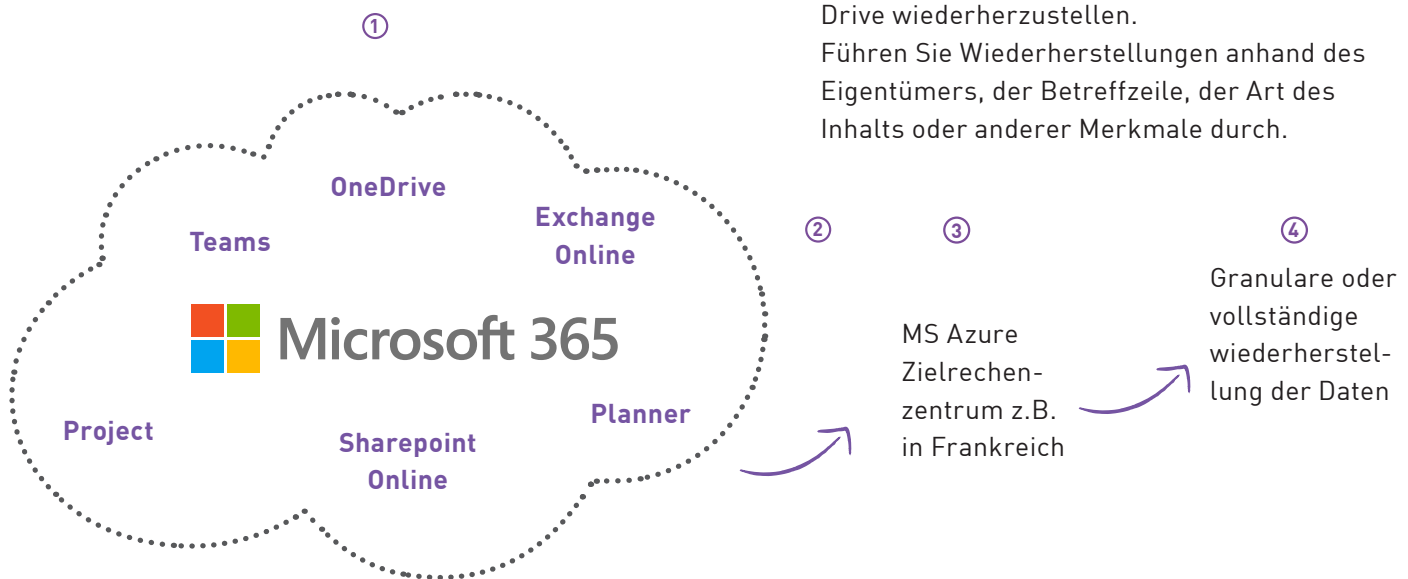 Drive wiederherzustellen.
Führen Sie Wiederherstellungen anhand des
Eigentümers, der Betreffzeile, der Art des
Inhalts oder anderer Merkmale durch.
①
OneDrive
Teams
Exchange
Online
Microsoft 365
Project
Sharepoint
Online
Planner
②
③
MS Azure
Zielrechen-
zentrum z.B.
in Frankreich
④
Granulare oder
vollständige
wiederherstel-
lung der Daten